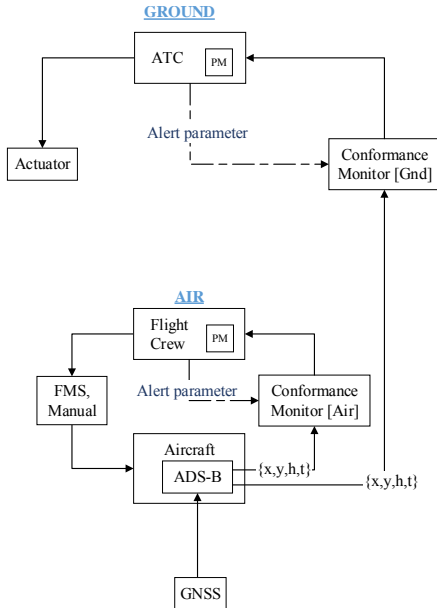 GROUND
ATC
PM
Alert parameter
Actuator
Conformance
Monitor [Gnd]
AIR
Flight
Crew
PM
FMS,
Manual
Alert parameter
Conformance
Monitor [Air]
Aircraft
ADS-B
{x,y,h,t}
{x,y,h,t}
GNSS